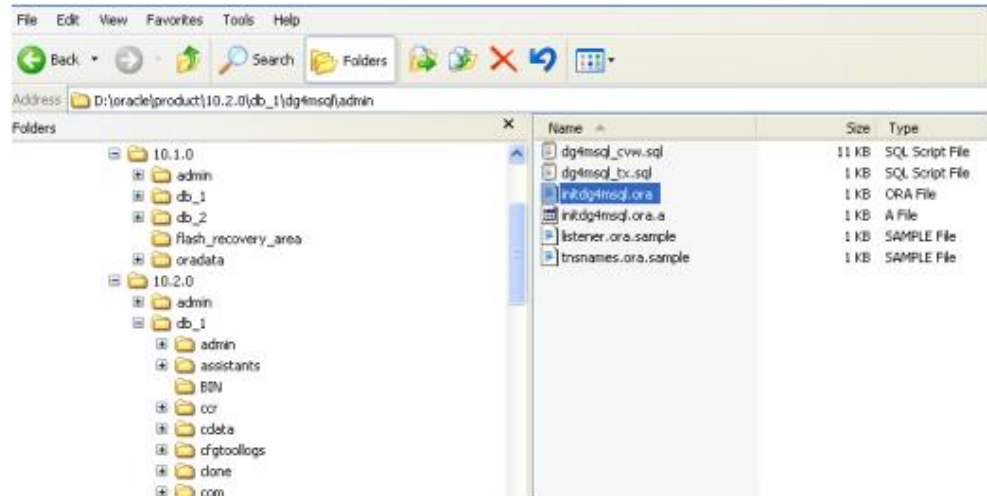 File Edit View Favorites Tools Help
Back Search Folders
Address D:\oracle\product\10.2.0\db_1\dg4msql\admin
Folders
10.1.0
admin
db_1
db_2
flash_recovery_area
oradata
10.2.0
admin
db_1
admin
assistants
BIN
ccr
cdata
cfgtoollogs
clone
com
Name Size Type
dg4msql_cvw.sql 11 KB SQL Script File
dg4msql_tx.sql 1 KB SQL Script File
initdg4msql.ora 1 KB ORA File
initdg4msql.ora.a 1 KB A File
listener.ora.sample 1 KB SAMPLE File
tnsnames.ora.sample 1 KB SAMPLE File